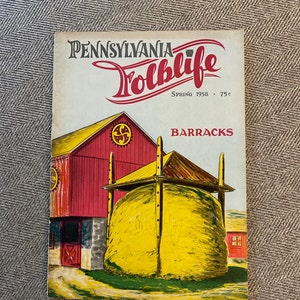 PENNSYLVANIA
Folklife
SPRING 1958 • 75¢
BARRACKS